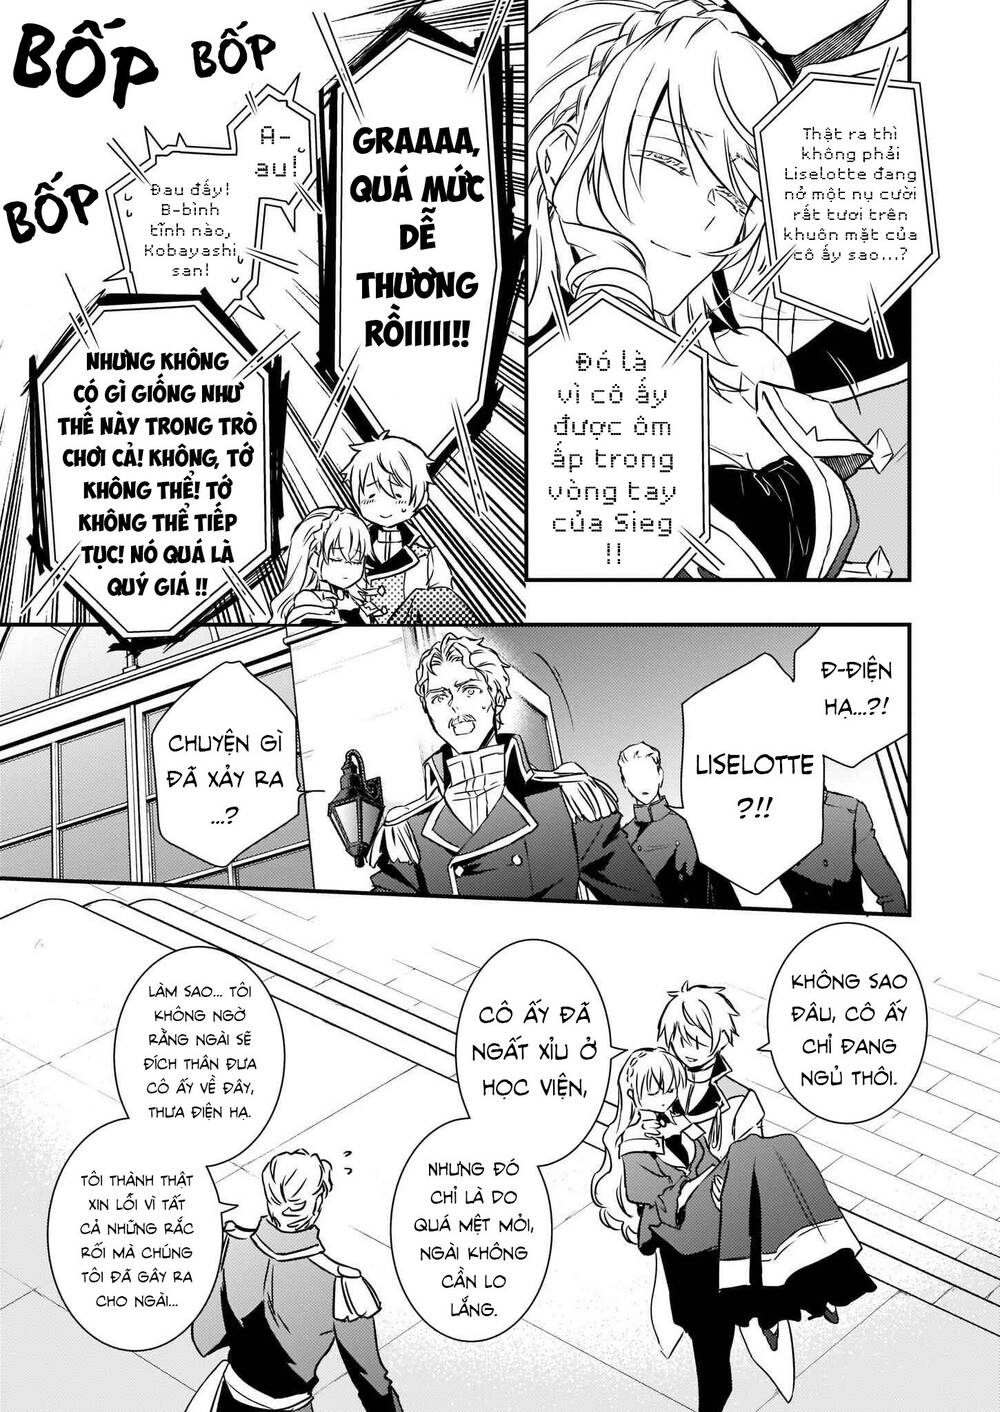 Thật ra thì
không phải
Liselotte đang
nở một nụ cười
rất tươi trên
khuôn mặt của
cô ấy sao...?
Đó là
vì cô ấy
được ôm
ấp trong
vòng tay
của Sieg
!!
GRAAAA,
QUÁ MỨC
DỄ
THƯƠNG
RỒIIIII!!
BỐP
BỐP
BỐP
A-
au!
Đau đấy!
B-bình
tĩnh nào,
Kobayashi
san!
NHƯNG KHÔNG
CÓ GÌ GIỐNG NHƯ
THẾ NÀY TRONG TRÒ
CHƠI CẢ! KHÔNG, TỚ
KHÔNG THỂ! TỚ
KHÔNG THỂ TIẾP
TỤC! NÓ QUÁ LÀ
QUÝ GIÁ !!
Đ-ĐIỆN
HẠ...?!
LISELOTTE
?!!
CHUYỆN GÌ
ĐÃ XẢY RA
...?
KHÔNG SAO
ĐÂU, CÔ ẤY
CHỈ ĐANG
NGỦ THÔI.
CÔ ẤY ĐÃ
NGẤT XỈU Ở
HỌC VIỆN,
NHƯNG ĐÓ
CHỈ LÀ DO
QUÁ MỆT MỎI,
NGÀI KHÔNG
CẦN LO
LẮNG.
LÀM SAO... TÔI
KHÔNG NGỜ
RẰNG NGÀI SẼ
ĐÍCH THÂN ĐƯA
CÔ ẤY VỀ ĐÂY,
THƯA ĐIỆN HẠ.
TÔI THÀNH THẬT
XIN LỖI VÌ TẤT
CẢ NHỮNG RẮC
RỐI MÀ CHÚNG
TÔI ĐÃ GÂY RA
CHO NGÀI...